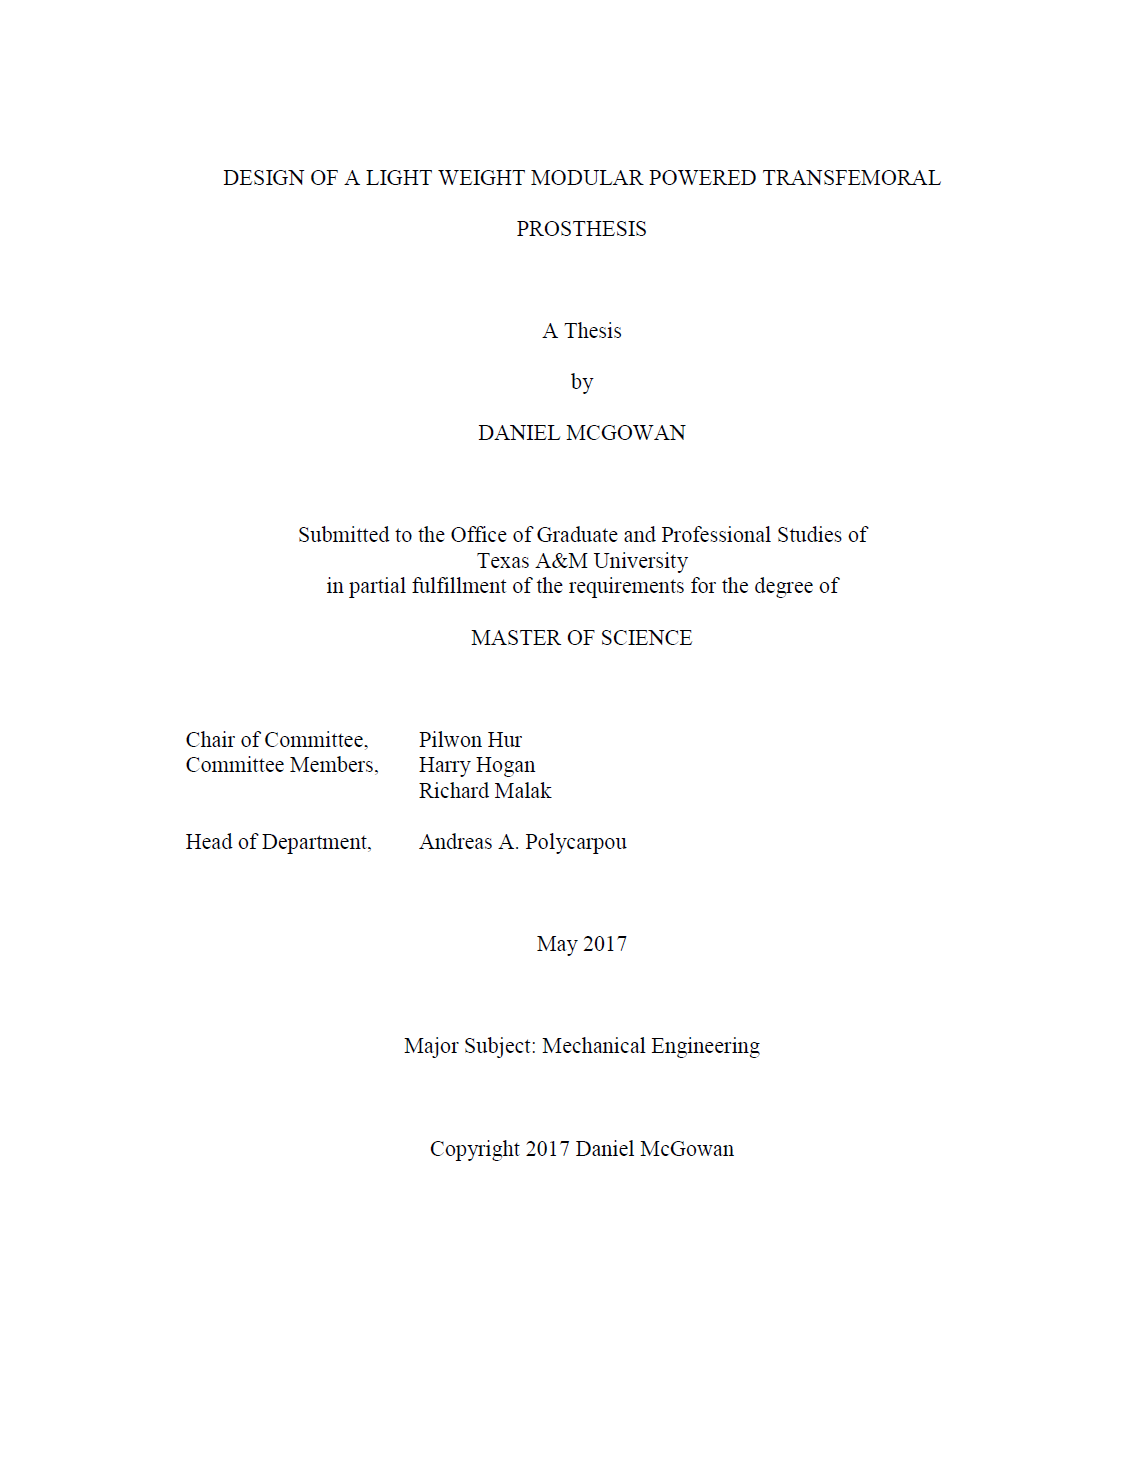 DESIGN OF A LIGHT WEIGHT MODULAR POWERED TRANSFEMORAL
PROSTHESIS
A Thesis
by
DANIEL MCGOWAN
Submitted to the Office of Graduate and Professional Studies of
Texas A&M University
in partial fulfillment of the requirements for the degree of
MASTER OF SCIENCE
Chair of Committee, Pilwon Hur
Committee Members, Harry Hogan
Richard Malak
Head of Department, Andreas A. Polycarpou
May 2017
Major Subject: Mechanical Engineering
Copyright 2017 Daniel McGowan